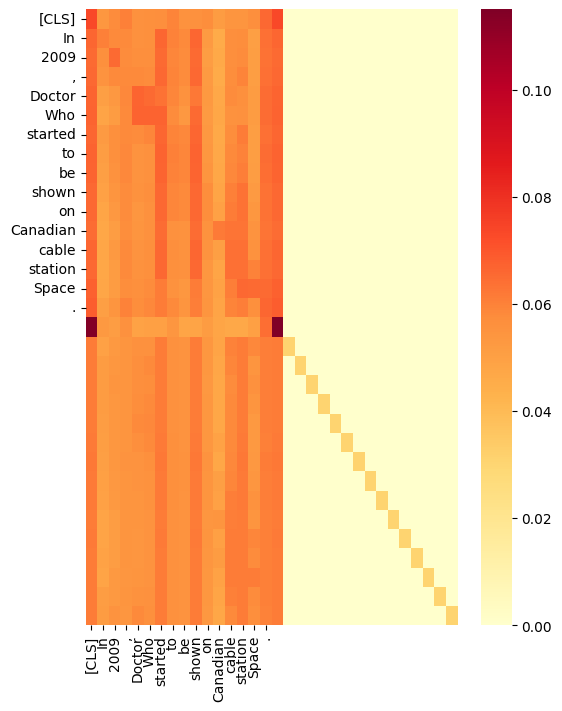 [CLS]
In
2009
,
Doctor
Who
started
to
be
shown
on
Canadian
cable
station
Space
.
0.10
0.08
0.06
0.04
0.02
0.00
[CLS]
In
2009
,
Doctor
Who
started
to
be
shown
on
Canadian
cable
station
Space
.